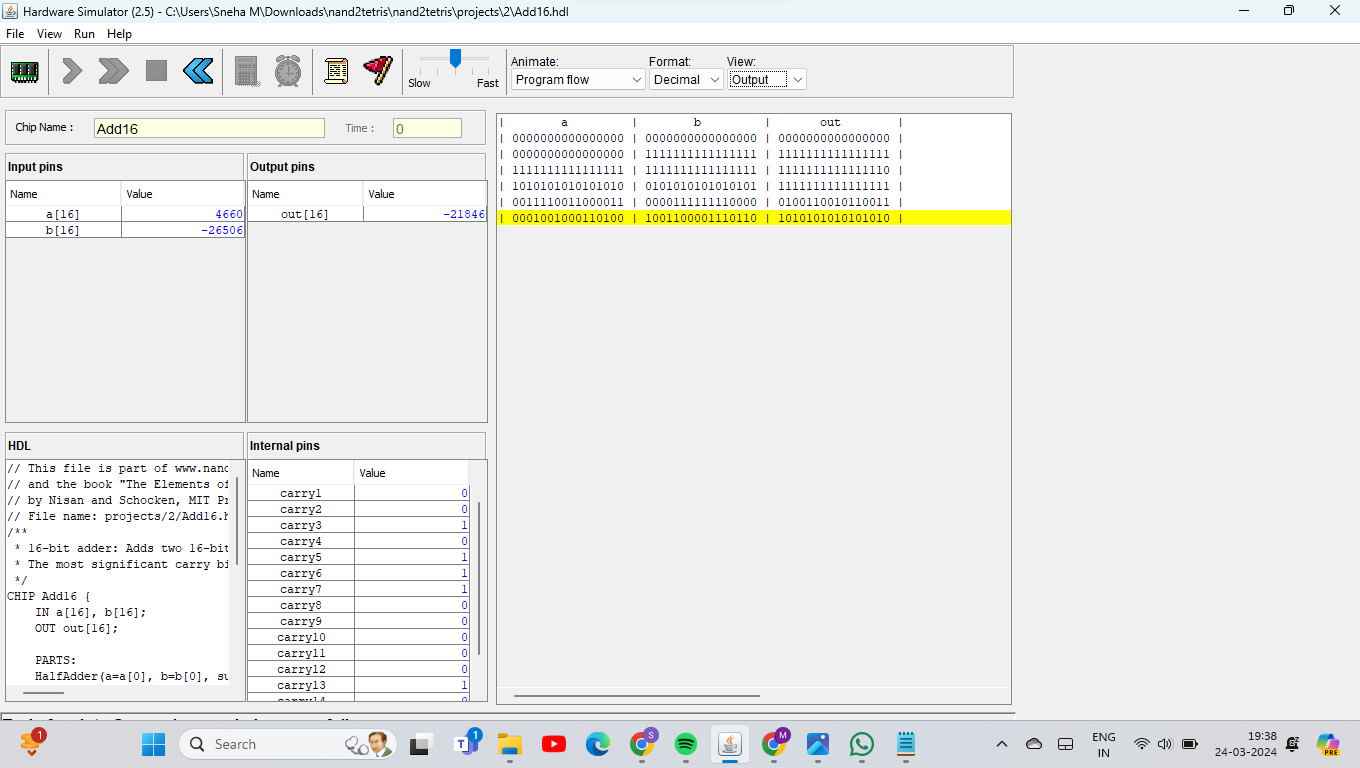 Hardware Simulator (2.5) - C:\Users\Sneha M\Downloads\nand2tetris\nand2tetris\projects\2\Add16.hdl
File View Run Help
Slow Fast
Animate: Format: View:
Program flow Decimal Output
Chip Name : Add16 Time : 0
Input pins
Name Value
a[16] 4660
b[16] -26506
Output pins
Name Value
out[16] -21846
| a | b | out |
| 0000000000000000 | 0000000000000000 | 0000000000000000 |
| 0000000000000000 | 1111111111111111 | 1111111111111111 |
| 1111111111111111 | 1111111111111111 | 1111111111111110 |
| 1010101010101010 | 0101010101010101 | 1111111111111111 |
| 0011110011000011 | 0000111111110000 | 0100110010110011 |
| 0001001000110100 | 1001100001110110 | 1010101010101010 |
HDL
// This file is part of www.nand
// and the book "The Elements of
// by Nisan and Schocken, MIT Pr
// File name: projects/2/Add16.h
/**
* 16-bit adder: Adds two 16-bit
* The most significant carry bi
*/
CHIP Add16 {
IN a[16], b[16];
OUT out[16];
PARTS:
HalfAdder(a=a[0], b=b[0], su
Internal pins
Name Value
carry1 0
carry2 0
carry3 1
carry4 0
carry5 1
carry6 1
carry7 1
carry8 0
carry9 0
carry10 0
carry11 0
carry12 0
carry13 1
carry14 0
1
Search
1
S
M
ENG
IN
19:38
24-03-2024
PRE